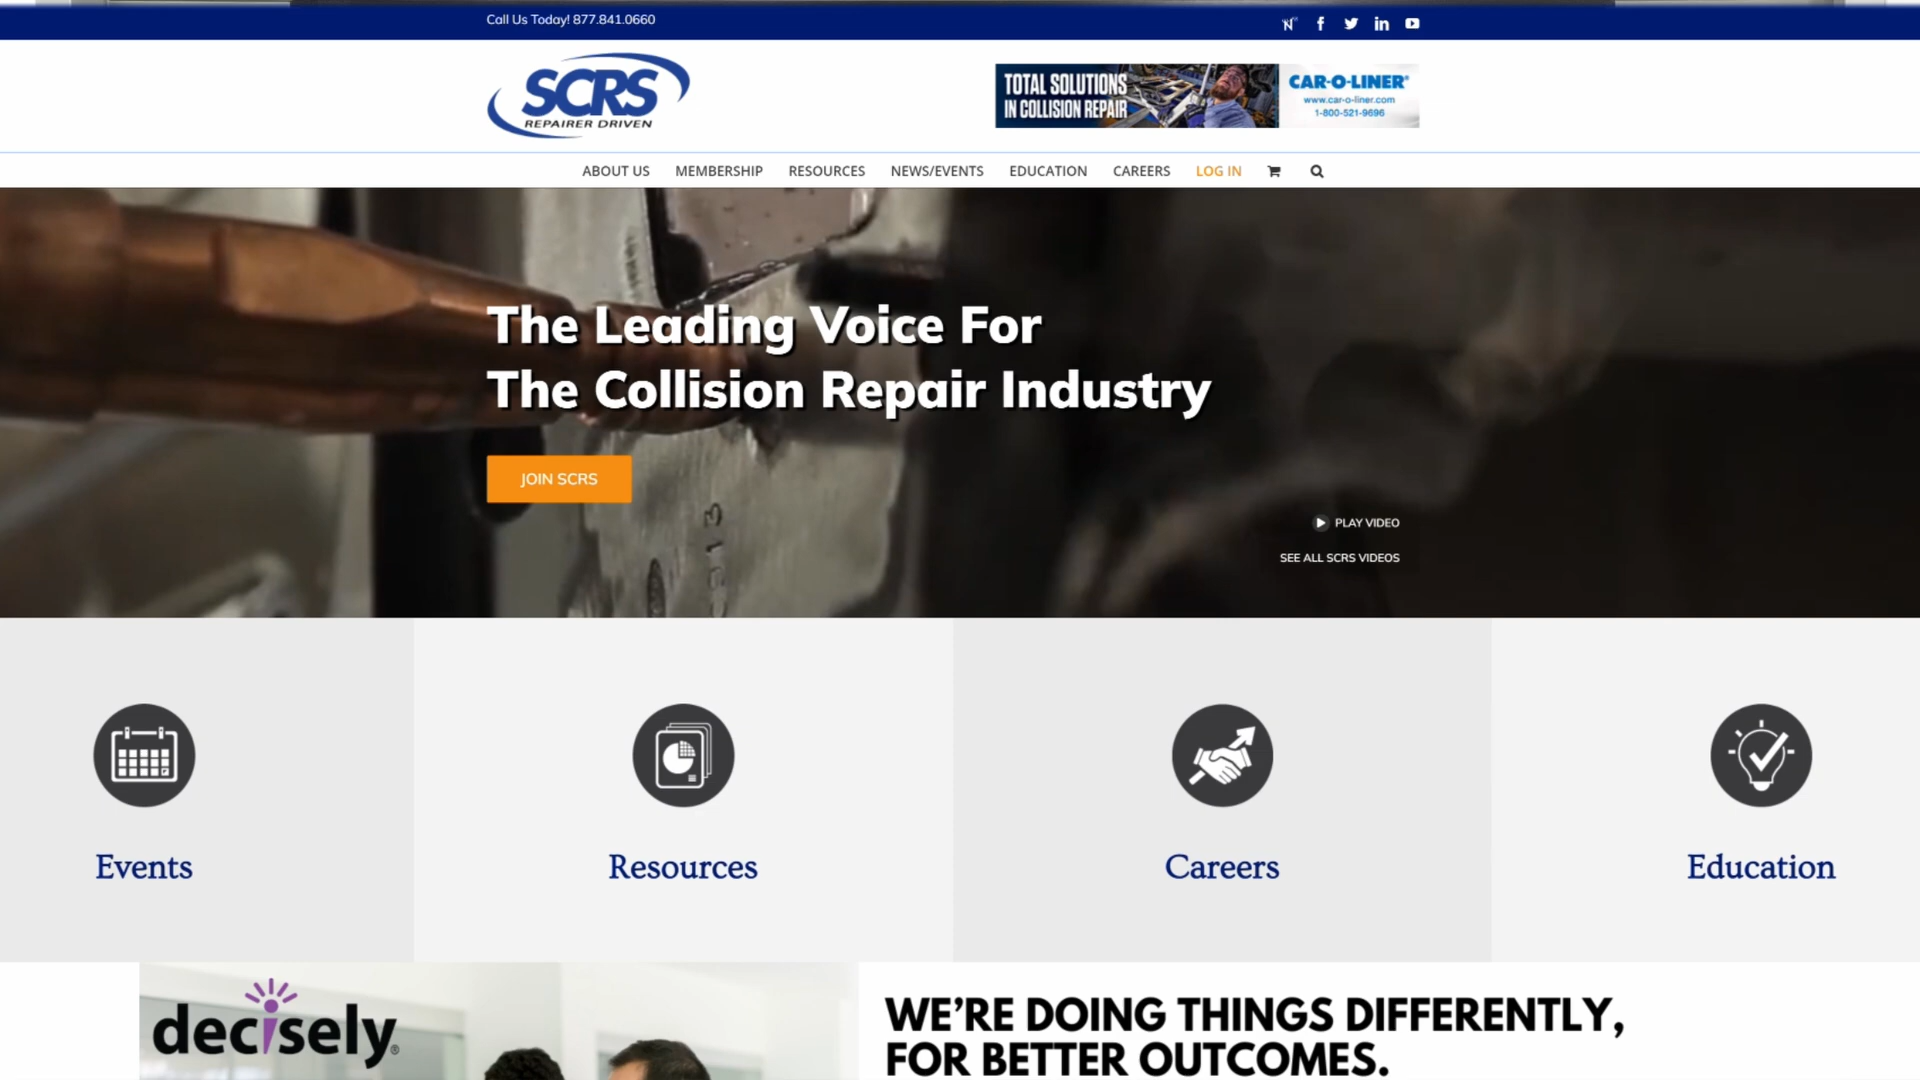 Call Us Today! 877.841.0660
SCRS
REPAIRER DRIVEN
TOTAL SOLUTIONS
IN COLLISION REPAIR
CAR-O-LINER®
www.car-o-liner.com
1-800-521-9696
ABOUT US MEMBERSHIP RESOURCES NEWS/EVENTS EDUCATION CAREERS LOG IN
The Leading Voice For
The Collision Repair Industry
JOIN SCRS
PLAY VIDEO
SEE ALL SCRS VIDEOS
Events Resources Careers Education
decisely®
WE’RE DOING THINGS DIFFERENTLY,
FOR BETTER OUTCOMES.